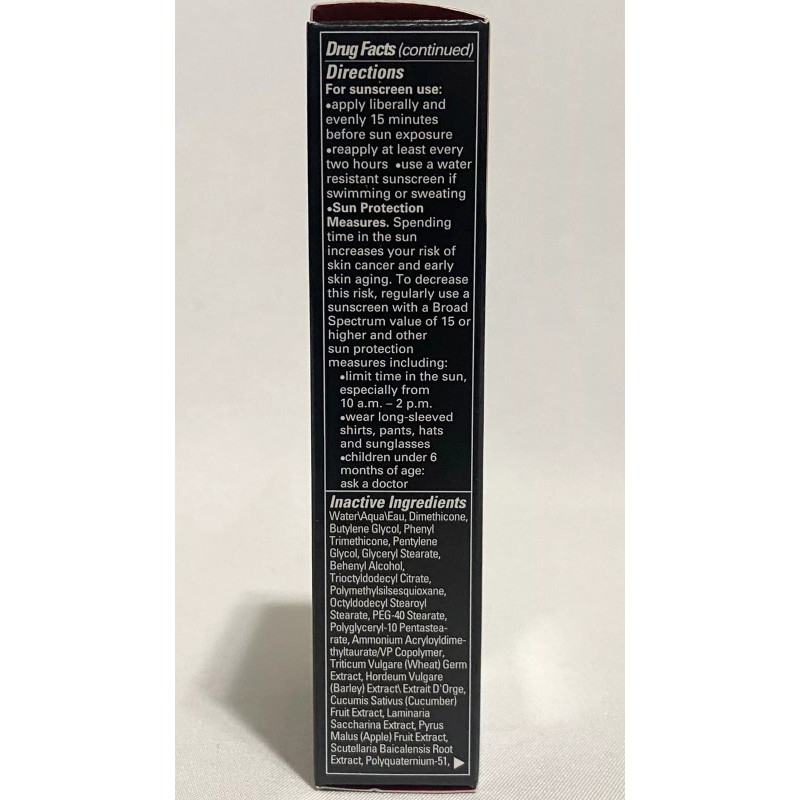 Drug Facts (continued)
Directions
For sunscreen use:
•apply liberally and
evenly 15 minutes
before sun exposure
•reapply at least every
two hours •use a water
resistant sunscreen if
swimming or sweating
•Sun Protection
Measures. Spending
time in the sun
increases your risk of
skin cancer and early
skin aging. To decrease
this risk, regularly use a
sunscreen with a Broad
Spectrum value of 15 or
higher and other
sun protection
measures including:
•limit time in the sun,
especially from
10 a.m. – 2 p.m.
•wear long-sleeved
shirts, pants, hats
and sunglasses
•children under 6
months of age:
ask a doctor
Inactive Ingredients
Water\Aqua\Eau, Dimethicone,
Butylene Glycol, Phenyl
Trimethicone, Pentylene
Glycol, Glyceryl Stearate,
Behenyl Alcohol,
Trioctyldodecyl Citrate,
Polymethylsilsesquioxane,
Octyldodecyl Stearoyl
Stearate, PEG-40 Stearate,
Polyglyceryl-10 Pentastea-
rate, Ammonium Acryloyldime-
thyltaurate/VP Copolymer,
Triticum Vulgare (Wheat) Germ
Extract, Hordeum Vulgare
(Barley) Extract\ Extrait D'Orge,
Cucumis Sativus (Cucumber)
Fruit Extract, Laminaria
Saccharina Extract, Pyrus
Malus (Apple) Fruit Extract,
Scutellaria Baicalensis Root
Extract, Polyquaternium-51,